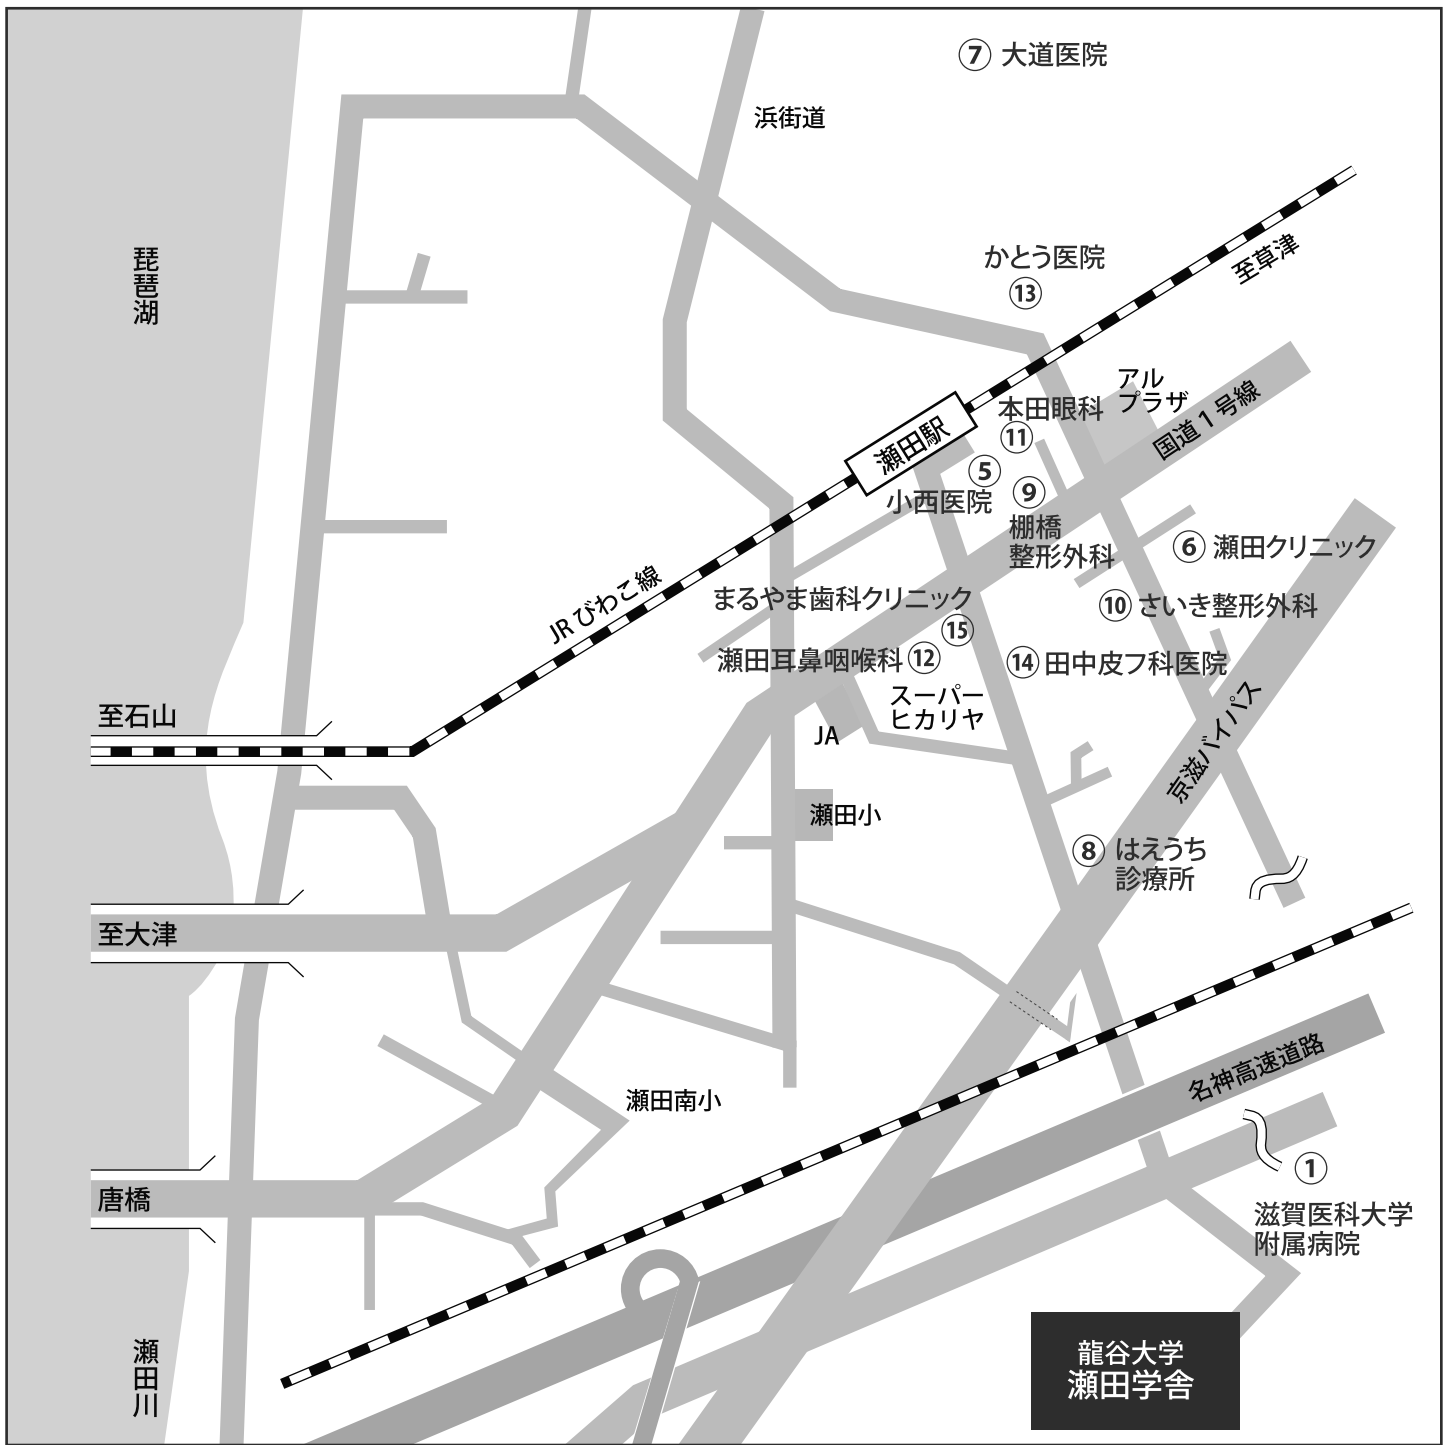 ⑦ 大道医院
浜街道
琵琶湖
かとう医院
⑬
至草津
アル
プラザ
本田眼科
⑪
国道1号線
瀬田駅
⑤
小西医院
⑨
棚橋
整形外科
⑥ 瀬田クリニック
JRびわこ線
まるやま歯科クリニック
⑮
⑩ さいき整形外科
瀬田耳鼻咽喉科 ⑫
⑭ 田中皮フ科医院
スーパー
ヒカリヤ
至石山
JA
京滋バイパス
瀬田小
⑧ はえうち
診療所
至大津
名神高速道路
瀬田南小
①
唐橋
滋賀医科大学
附属病院
瀬田川
龍谷大学
瀬田学舎